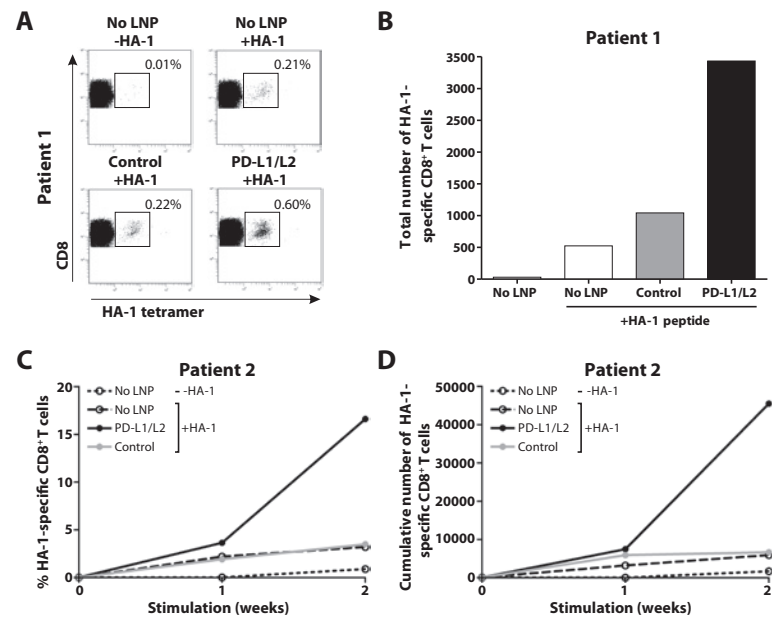 A
No LNP
-HA-1
No LNP
+HA-1
0.01%
0.21%
Control
+HA-1
PD-L1/L2
+HA-1
0.22%
0.60%
Patient 1
CD8
HA-1 tetramer
B
Patient 1
Total number of HA-1-
specific CD8+ T cells
3500
3000
2500
2000
1500
1000
500
0
No LNP
No LNP
Control
PD-L1/L2
+HA-1 peptide
C
Patient 2
% HA-1-specific CD8+ T cells
20
15
10
5
0
No LNP
-HA-1
No LNP
PD-L1/L2
+HA-1
Control
0
1
2
Stimulation (weeks)
D
Patient 2
Cumulative number of HA-1-
specific CD8+ T cells
50000
40000
30000
20000
10000
0
No LNP
-HA-1
No LNP
PD-L1/L2
+HA-1
Control
0
1
2
Stimulation (weeks)